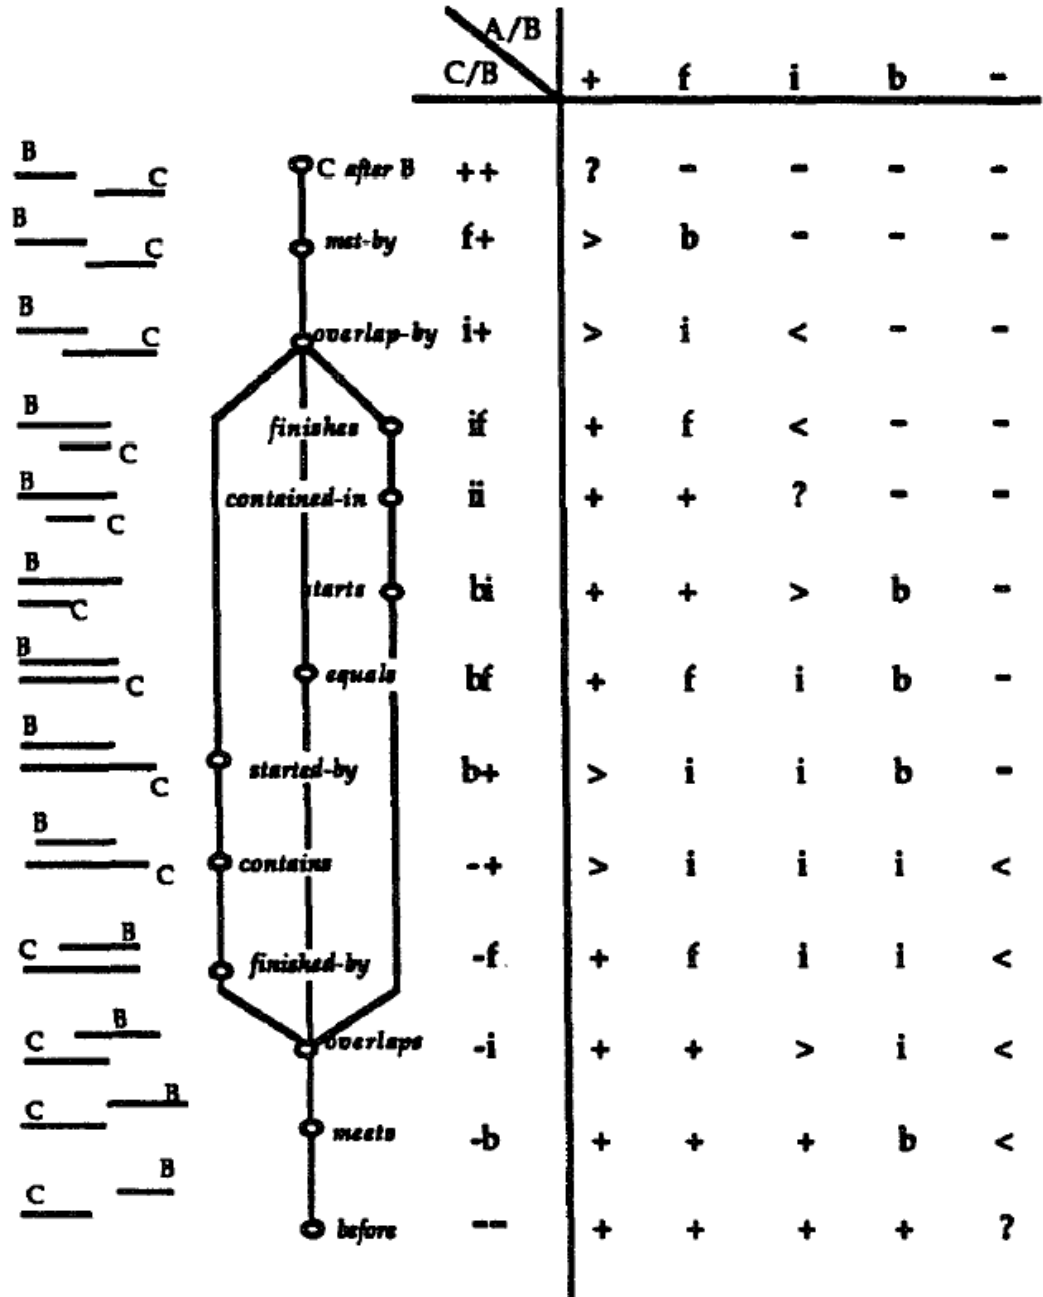 A/B
C/B + f i b -
B C C after B ++ ? - - - -
B C met-by f+ > b - - -
B C overlap-by i+ > i < - -
B C finishes if + f < - -
B C contained-in ii + + ? - -
B C starts bi + + > b -
B C equals bf + f i b -
B C started-by b+ > i i b -
B C contains -+ > i i i <
C B finished-by -f + f i i <
C B overlaps -i + + > i <
C B meets -b + + + b <
C B before -- + + + + ?